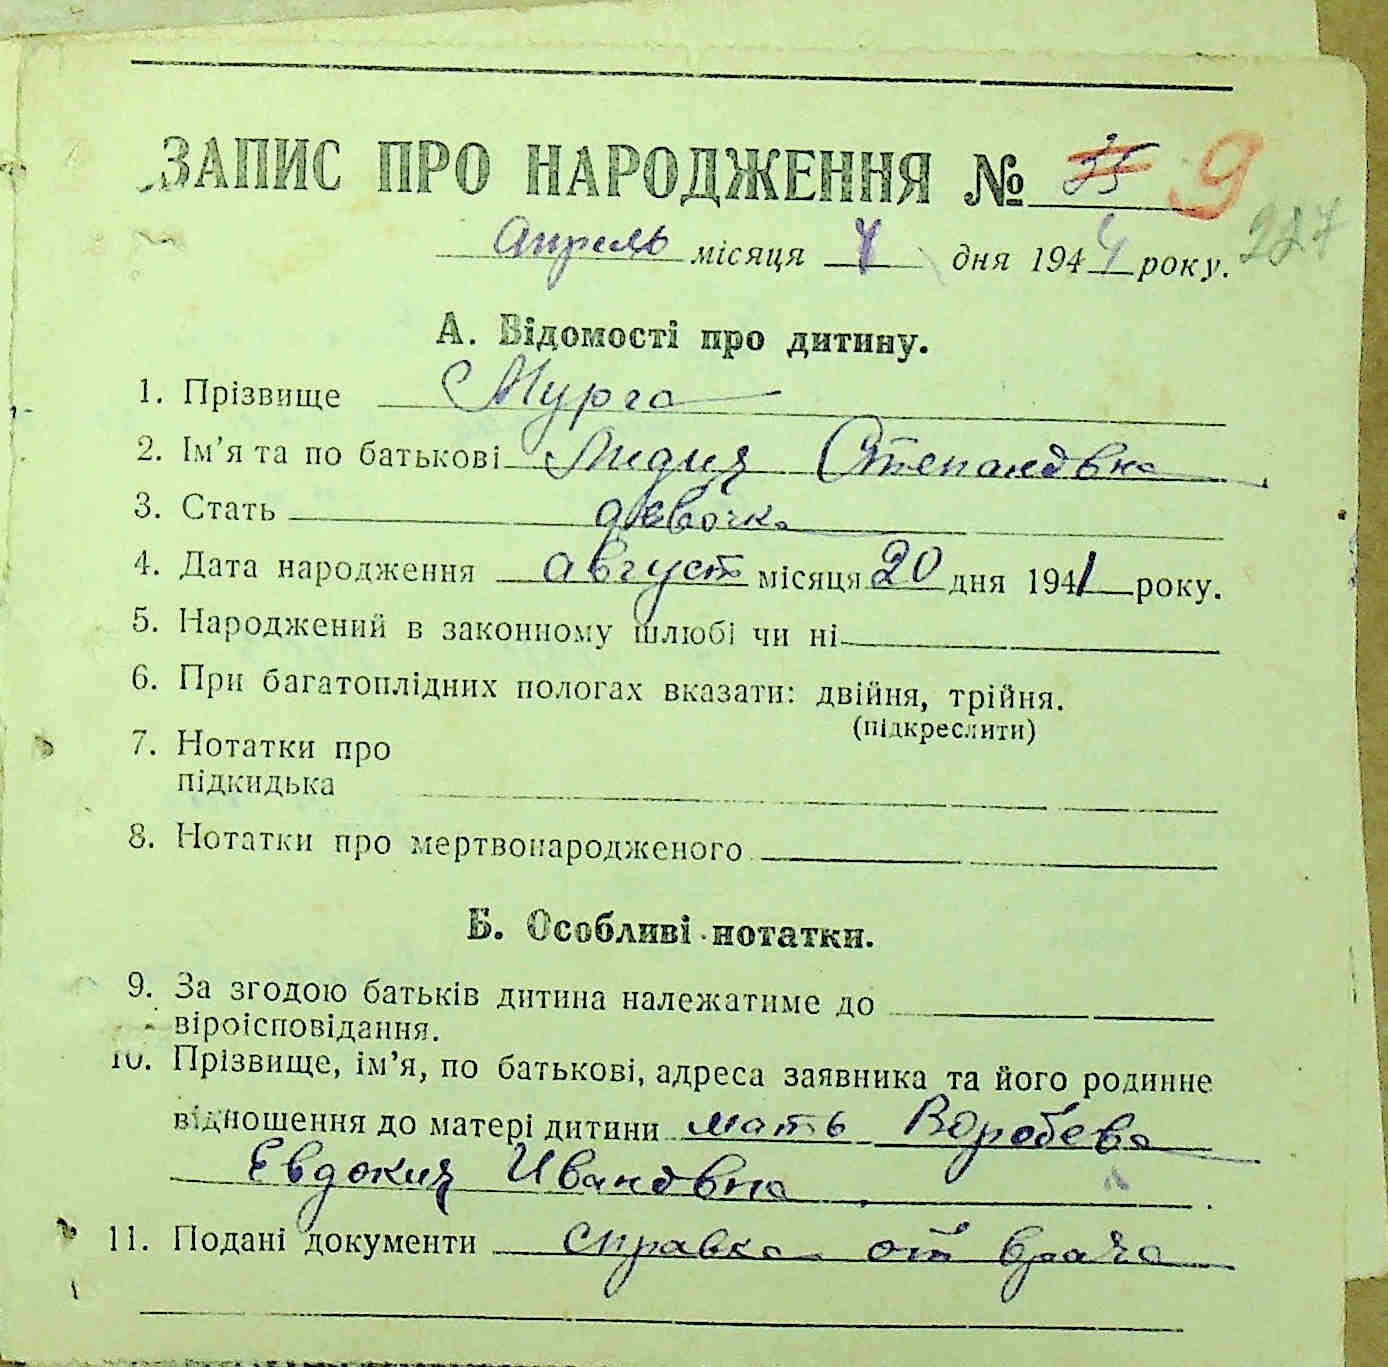 ЗАПИС ПРО НАРОДЖЕННЯ № 35 9
227
Апрель місяця 4 дня 1944 року.
А. Відомості про дитину.
1. Прізвище Мурга
2. Ім'я та по батькові Лидия Степановна
3. Стать девочка
4. Дата народження август місяця 20 дня 1941 року.
5. Народжений в законному шлюбі чи ні
6. При багатоплідних пологах вказати: двійня, трійня.
(підкреслити)
7. Нотатки про
підкидька
8. Нотатки про мертвонародженого
Б. Особливі нотатки.
9. За згодою батьків дитина належатиме до
віроісповідання.
10. Прізвище, ім'я, по батькові, адреса заявника та його родинне
відношення до матері дитини мать Воробева
Евдокия Ивановна
11. Подані документи справка от врача